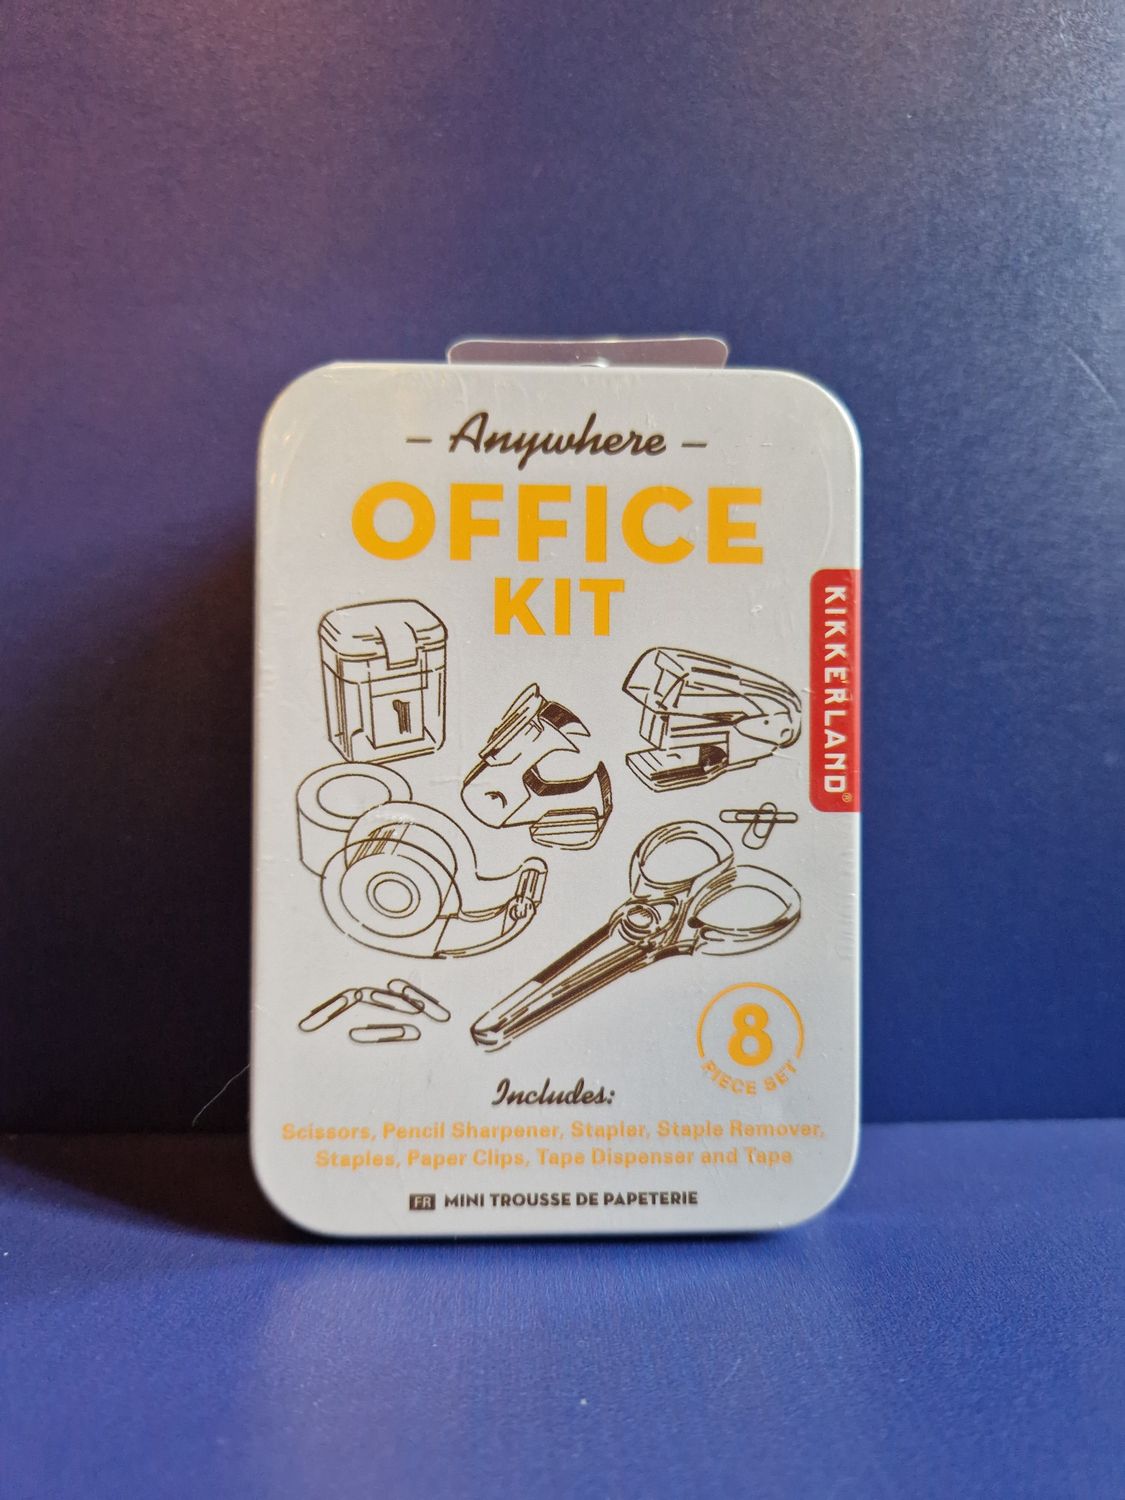 – Anywhere –
OFFICE
KIT
KIKKERLAND®
1
8
PIECE SET
Includes:
Scissors, Pencil Sharpener, Stapler, Staple Remover,
Staples, Paper Clips, Tape Dispenser and Tape
FR MINI TROUSSE DE PAPETERIE